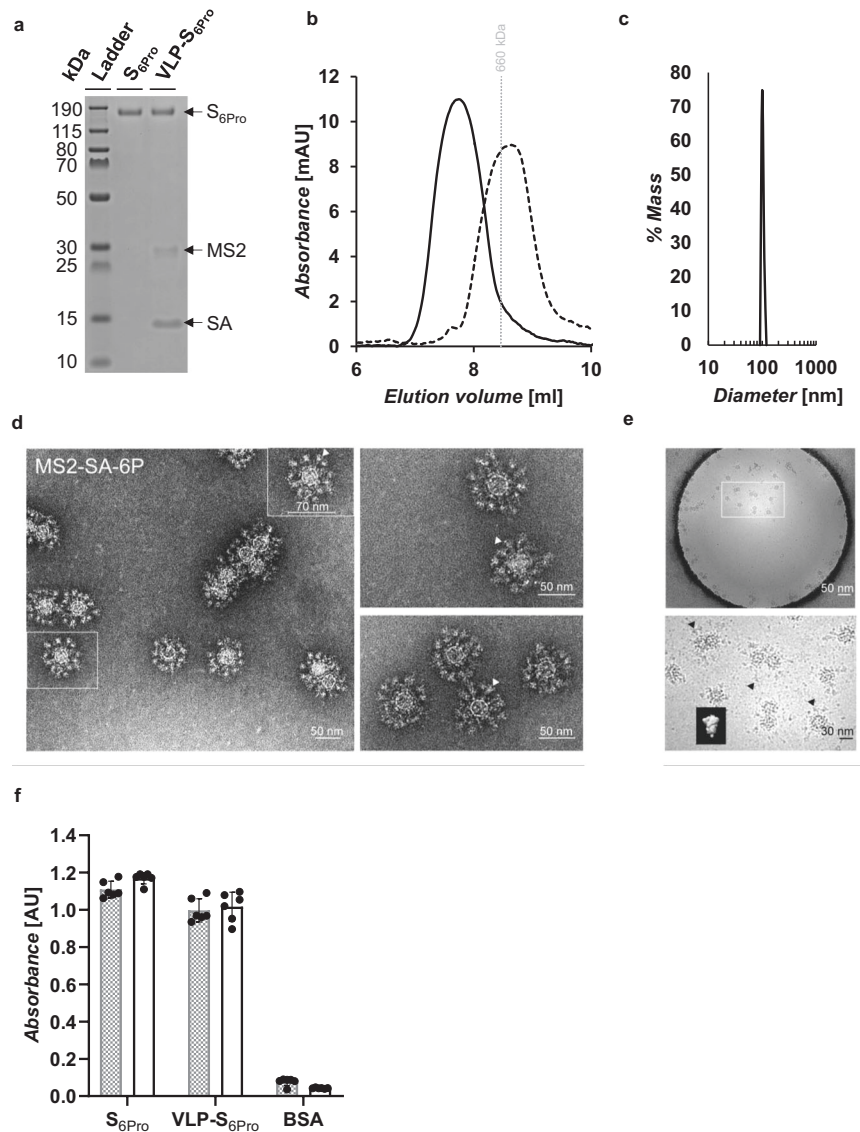 a
kDa
Ladder
S6Pro
VLP-S6Pro
190
115
80
70
50
30
25
15
10
S6Pro
MS2
SA
b
660 kDa
Absorbance [mAU]
12
10
8
6
4
2
0
6
8
10
Elution volume [ml]
c
% Mass
80
70
60
50
40
30
20
10
0
10
100
1000
Diameter [nm]
d
MS2-SA-6P
70 nm
50 nm
50 nm
50 nm
e
50 nm
30 nm
f
Absorbance [AU]
1.4
1.2
1.0
0.8
0.6
0.4
0.2
0.0
S6Pro
VLP-S6Pro
BSA